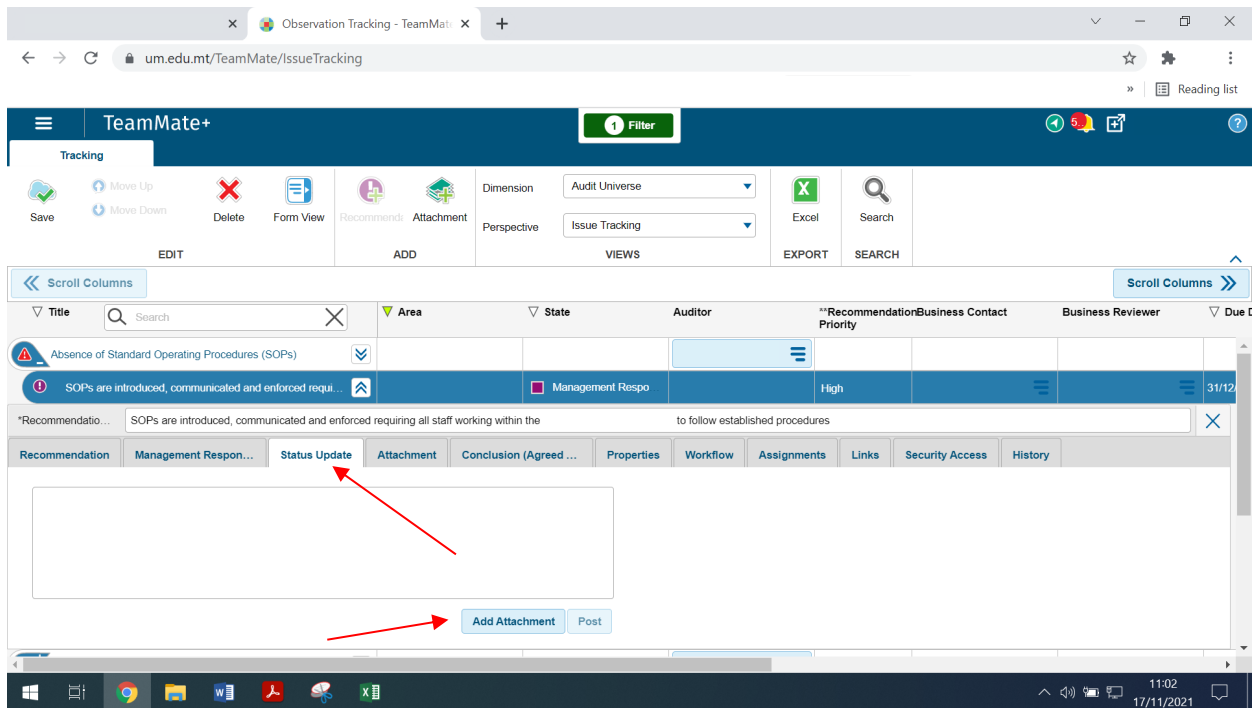 Observation Tracking - TeamMate
um.edu.mt/TeamMate/IssueTracking
» Reading list
TeamMate+
1 Filter
5
?
Tracking
Save
Move Up
Move Down
Delete
Form View
Recommend
Attachment
Dimension
Audit Universe
Perspective
Issue Tracking
Excel
Search
EDIT
ADD
VIEWS
EXPORT
SEARCH
Scroll Columns
Scroll Columns
Title
Search
Area
State
Auditor
**Recommendation Priority
Business Contact
Business Reviewer
Due D
Absence of Standard Operating Procedures (SOPs)
SOPs are introduced, communicated and enforced requi...
Management Respo
High
31/12/
*Recommendatio...
SOPs are introduced, communicated and enforced requiring all staff working within the to follow established procedures
Recommendation
Management Respon...
Status Update
Attachment
Conclusion (Agreed ...
Properties
Workflow
Assignments
Links
Security Access
History
Add Attachment
Post
11:02
17/11/2021